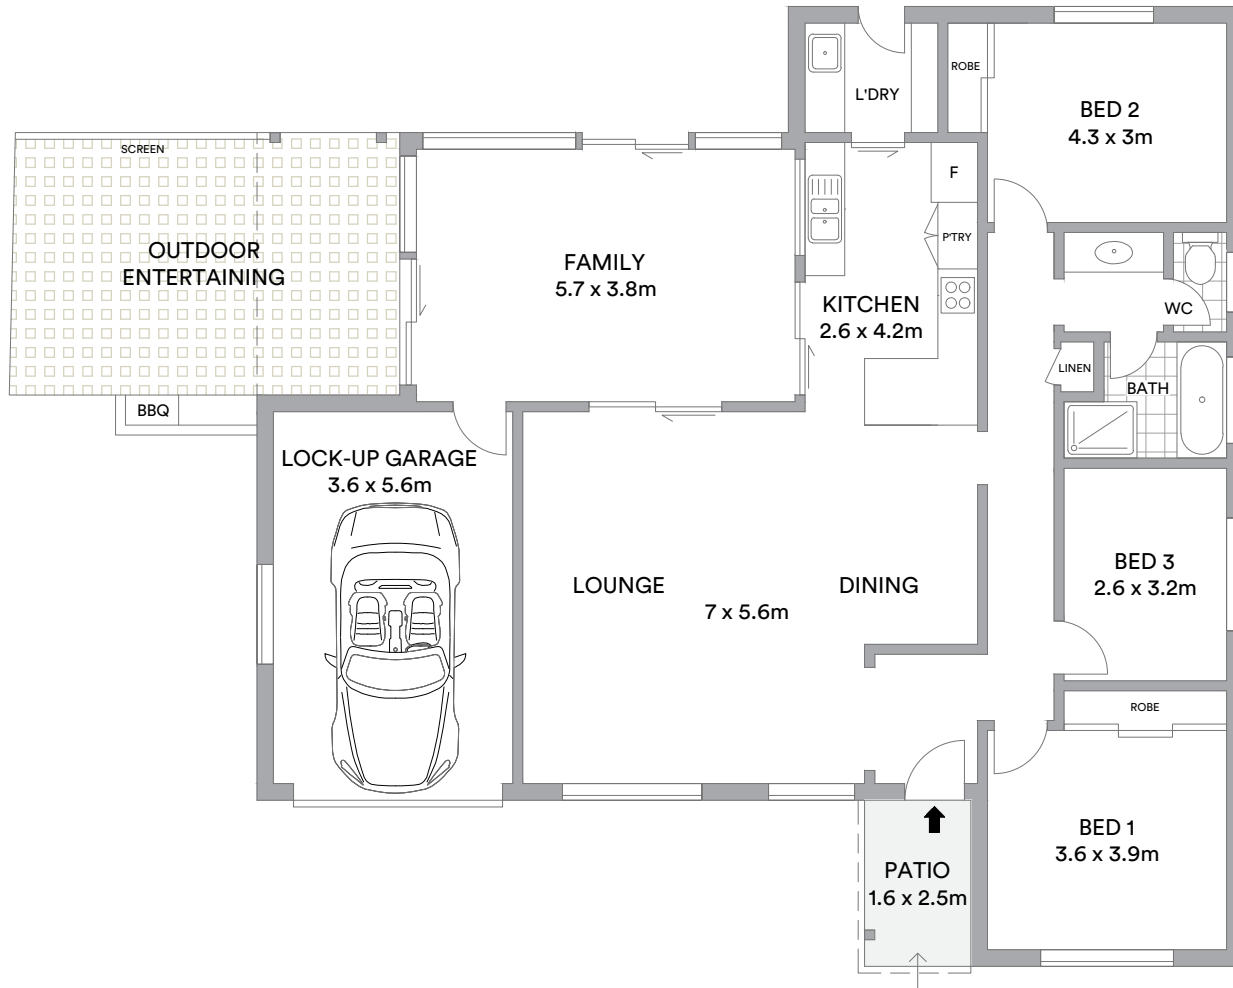 ROBE
BED 2
4.3 x 3m
L'DRY
SCREEN
F
P'TRY
OUTDOOR
ENTERTAINING
FAMILY
5.7 x 3.8m
KITCHEN
2.6 x 4.2m
WC
LINEN
BATH
BBQ
LOCK-UP GARAGE
3.6 x 5.6m
LOUNGE
DINING
7 x 5.6m
BED 3
2.6 x 3.2m
ROBE
BED 1
3.6 x 3.9m
PATIO
1.6 x 2.5m